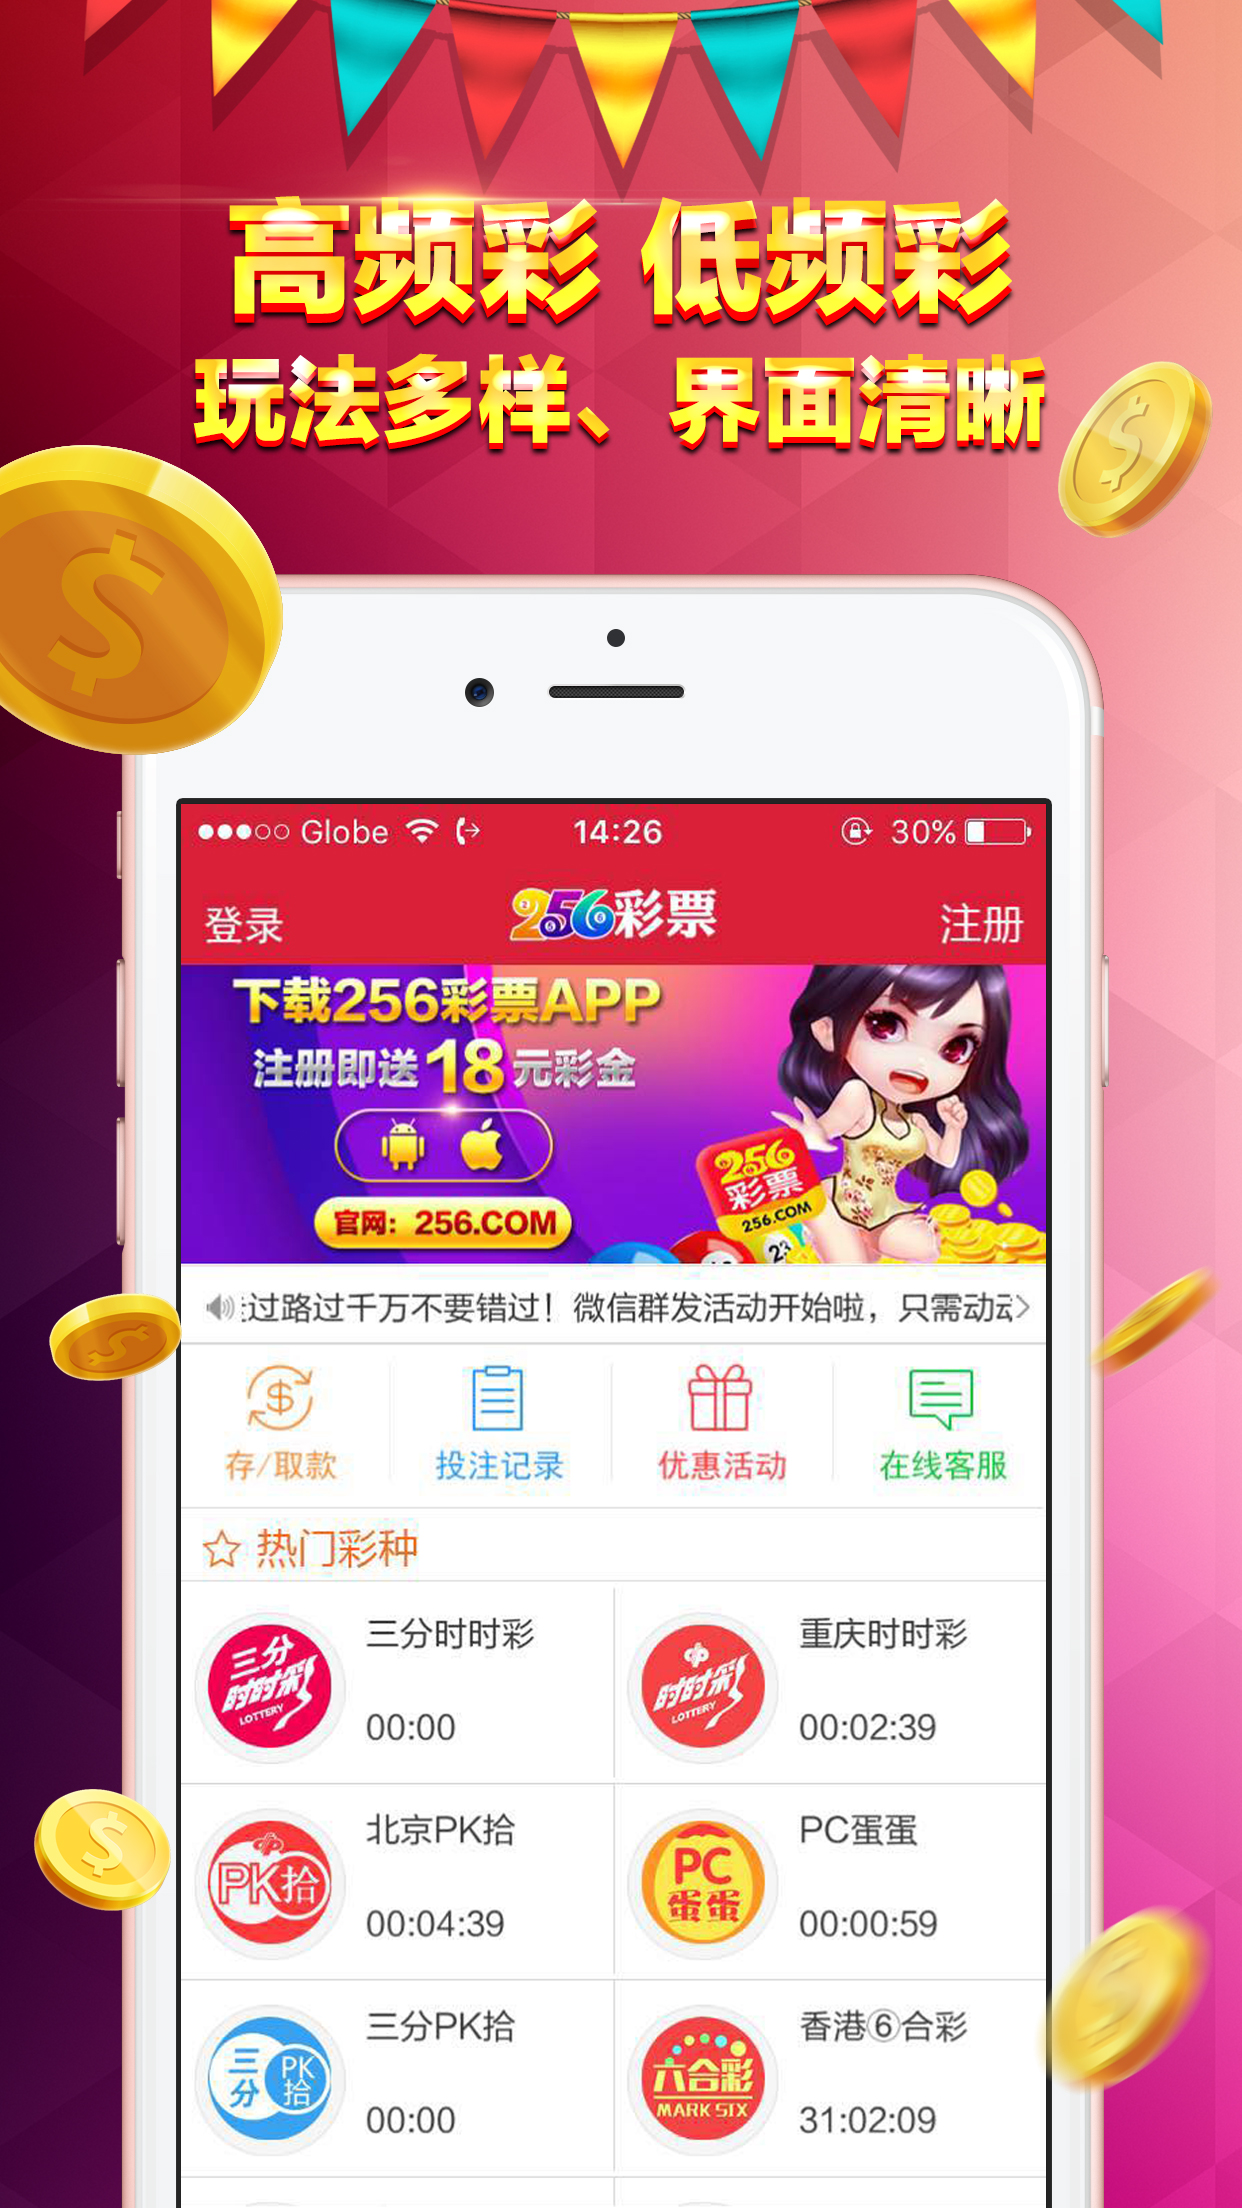 高频彩 低频彩
玩法多样、界面清晰
Globe 14:26 30%
登录 256彩票 注册
下载256彩票APP
注册即送18元彩金
官网：256.COM
256
彩票
256.COM
23
过路过千万不要错过！微信群发活动开始啦，只需动动
存/取款 投注记录 优惠活动 在线客服
热门彩种
三分
时时彩
LOTTERY
三分时时彩
00:00
时时彩
LOTTERY
重庆时时彩
00:02:39
PK拾
北京PK拾
00:04:39
PC
蛋蛋
PC蛋蛋
00:00:59
三分
PK拾
三分PK拾
00:00
六合彩
MARK SIX
香港⑥合彩
31:02:09